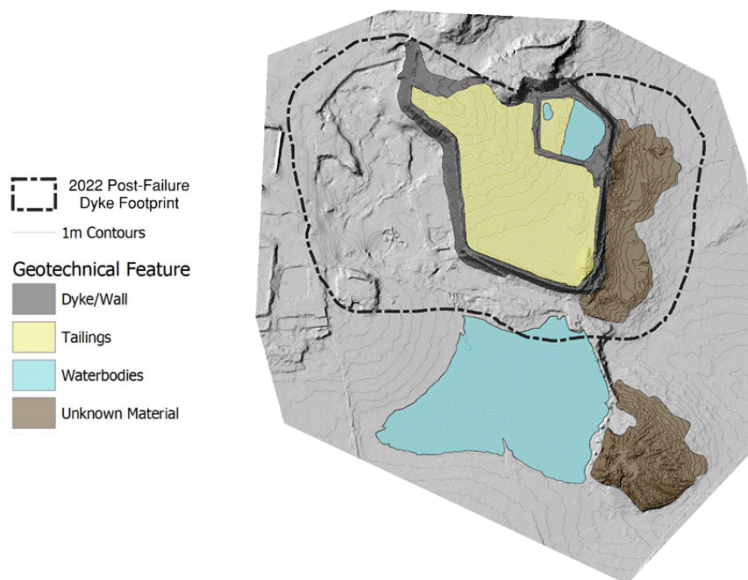 2022 Post-Failure
Dyke Footprint
1m Contours
Geotechnical Feature
Dyke/Wall
Tailings
Waterbodies
Unknown Material